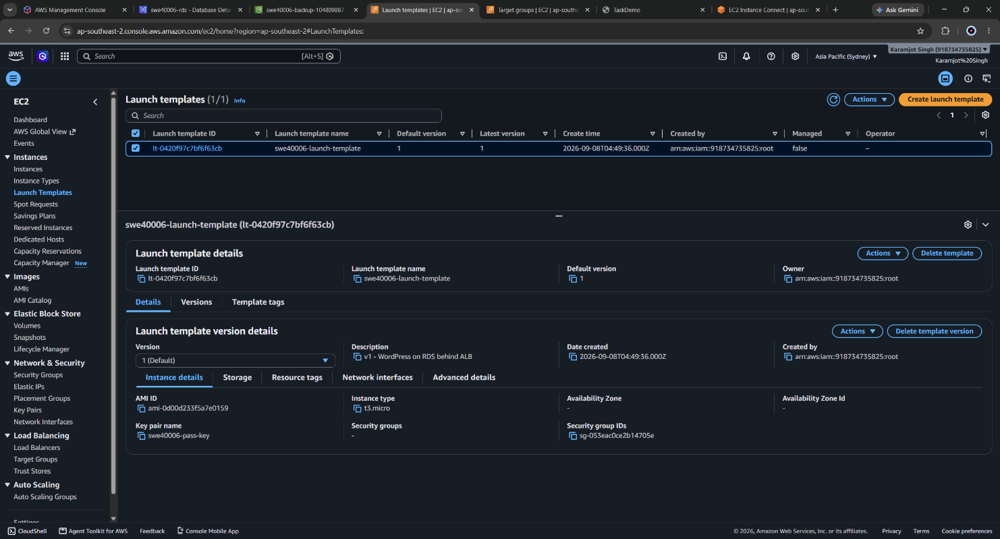 AWS Management Console
swe40006-rds - Database Deta
swe40006-backup-104809887
Launch templates | EC2 | ap-sou
Target groups | EC2 | ap-southe
TaskDemo
EC2 Instance Connect | ap-sout
Ask Gemini
ap-southeast-2.console.aws.amazon.com/ec2/home?region=ap-southeast-2#LaunchTemplates:
aws
Search
[Alt+S]
Asia Pacific (Sydney)
Karamjot Singh (918734735825)
Karamjot%20Singh
EC2
Dashboard
AWS Global View
Events
Instances
Instances
Instance Types
Launch Templates
Spot Requests
Savings Plans
Reserved Instances
Dedicated Hosts
Capacity Reservations
Capacity Manager New
Images
AMIs
AMI Catalog
Elastic Block Store
Volumes
Snapshots
Lifecycle Manager
Network & Security
Security Groups
Elastic IPs
Placement Groups
Key Pairs
Network Interfaces
Load Balancing
Load Balancers
Target Groups
Trust Stores
Auto Scaling
Auto Scaling Groups
Settings
Launch templates (1/1) Info
Actions
Create launch template
Search
1
Launch template ID Launch template name Default version Latest version Create time Created by Managed Operator
lt-0420f97c7bf6f63cb swe40006-launch-template 1 1 2026-09-08T04:49:36.000Z arn:aws:iam::918734735825:root false –
swe40006-launch-template (lt-0420f97c7bf6f63cb)
Launch template details
Actions
Delete template
Launch template ID Launch template name Default version Owner
lt-0420f97c7bf6f63cb swe40006-launch-template 1 arn:aws:iam::918734735825:root
Details Versions Template tags
Launch template version details
Actions
Delete template version
Version Description Date created Created by
1 (Default) v1 - WordPress on RDS behind ALB 2026-09-08T04:49:36.000Z arn:aws:iam::918734735825:root
Instance details Storage Resource tags Network interfaces Advanced details
AMI ID Instance type Availability Zone Availability Zone Id
ami-0d00d233f5a7e0159 t3.micro - -
Key pair name Security groups Security group IDs
swe40006-pass-key - sg-053eac0ce2b14705e
CloudShell Agent Toolkit for AWS Feedback Console Mobile App
© 2026, Amazon Web Services, Inc. or its affiliates. Privacy Terms Cookie preferences